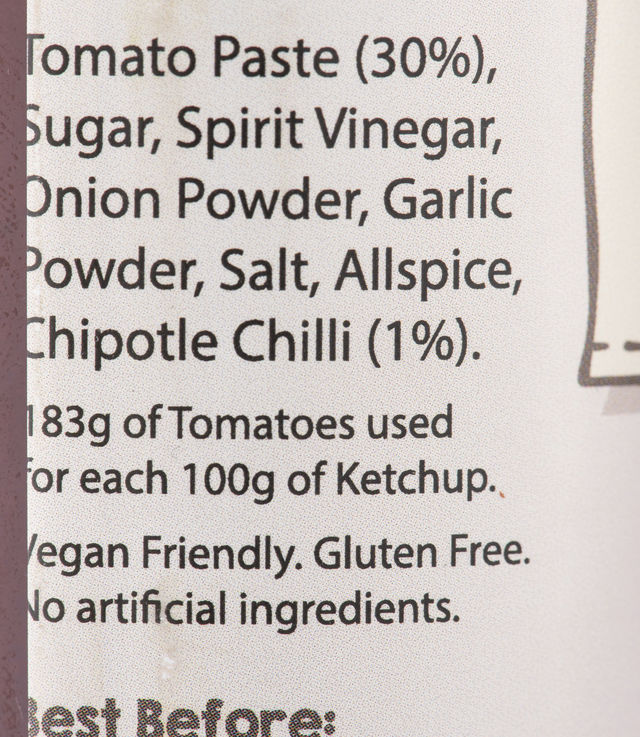 Tomato Paste (30%),
Sugar, Spirit Vinegar,
Onion Powder, Garlic
Powder, Salt, Allspice,
Chipotle Chilli (1%).
183g of Tomatoes used
for each 100g of Ketchup.
Vegan Friendly. Gluten Free.
No artificial ingredients.
Best Before: